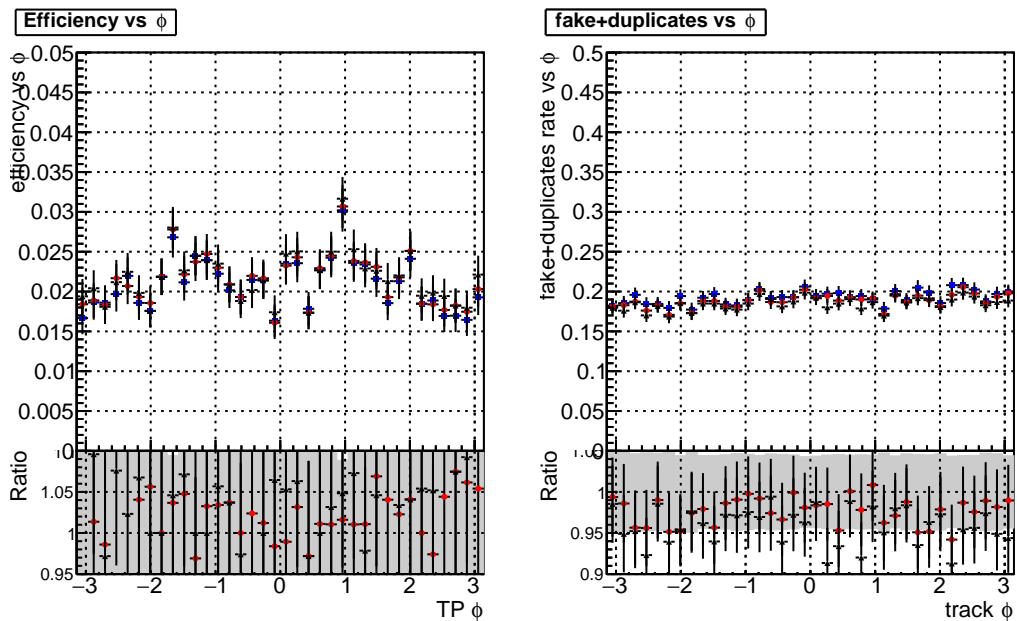 Efficiency vs ϕ
efficiency vs ϕ
0.05
0.045
0.04
0.035
0.03
0.025
0.02
0.015
0.01
0.005
0
Ratio
1.05
1
0.95
−3 −2 −1 0 1 2 3
TP ϕ
fake+duplicates vs ϕ
fake+duplicates rate vs ϕ
0.5
0.45
0.4
0.35
0.3
0.25
0.2
0.15
0.1
0.05
0
Ratio
1
0.95
0.9
−3 −2 −1 0 1 2 3
track ϕ